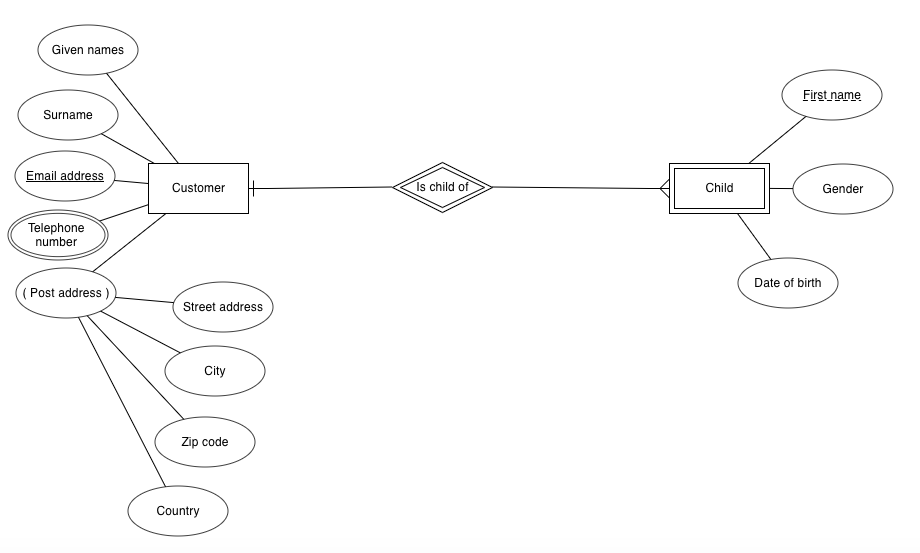 Given names
Surname
Email address
Telephone
number
( Post address )
Street address
City
Zip code
Country
Customer
Is child of
Child
First name
Gender
Date of birth